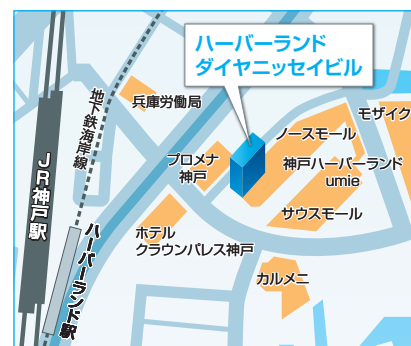 ハーバーランド
ダイヤニッセイビル
兵庫労働局
モザイク
地下鉄海岸線
ノースモール
プロメナ
神戸
神戸ハーバーランド
umie
JR神戸駅
サウスモール
ハーバーランド駅
ホテル
クラウンパレス神戸
カルメニ